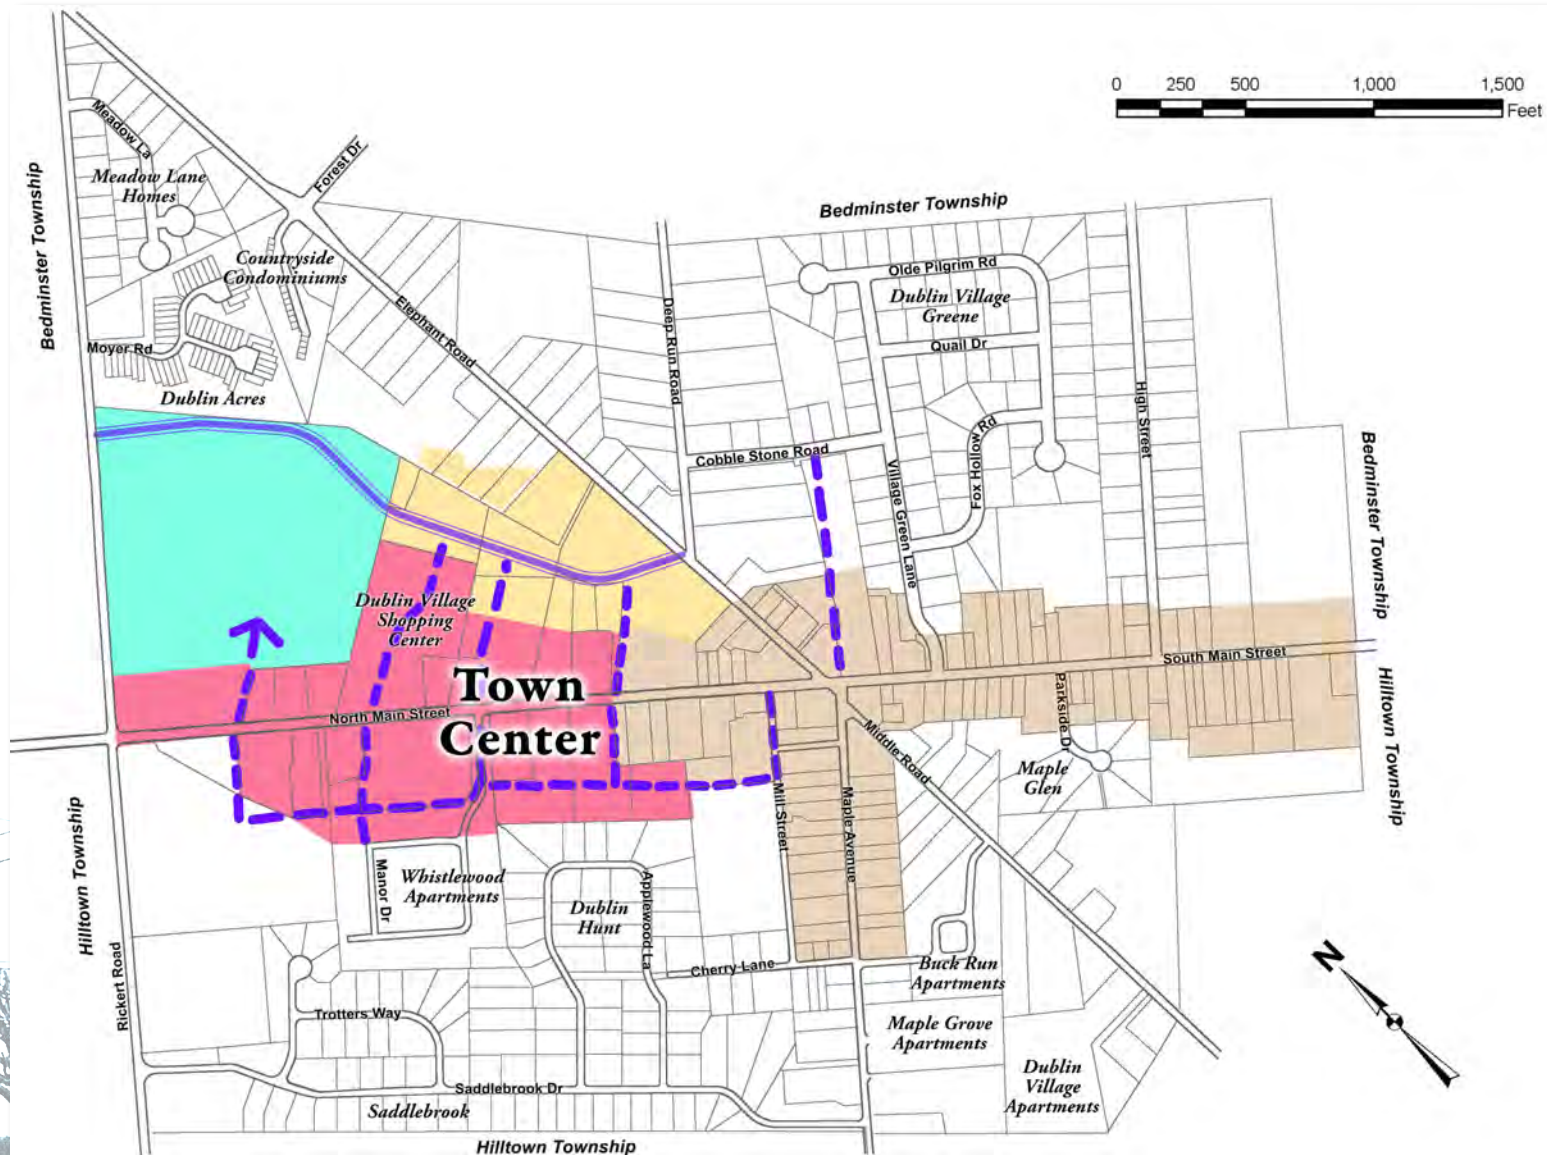 0 250 500 1,000 1,500
Feet
Meadow La
Meadow Lane
Homes
Forest Dr
Bedminster Township
Bedminster Township
Countryside
Condominiums
Olde Pilgrim Rd
Dublin Village
Greene
Elephant Road
Deep Run Road
Quail Dr
Moyer Rd
Dublin Acres
High Street
Cobble Stone Road
Fox Hollow Rd
Village Green Lane
Bedminster Township
Dublin Village
Shopping
Center
Town
Center
North Main Street
South Main Street
Parkside Dr
Hilltown Township
Middle Road
Maple
Glen
Mill Street
Maple Avenue
Hilltown Township
Manor Dr
Whistlewood
Apartments
Applewood La
Dublin
Hunt
Rickert Road
Cherry Lane
Buck Run
Apartments
N
Trotters Way
Maple Grove
Apartments
Dublin
Village
Apartments
Saddlebrook Dr
Saddlebrook
Hilltown Township